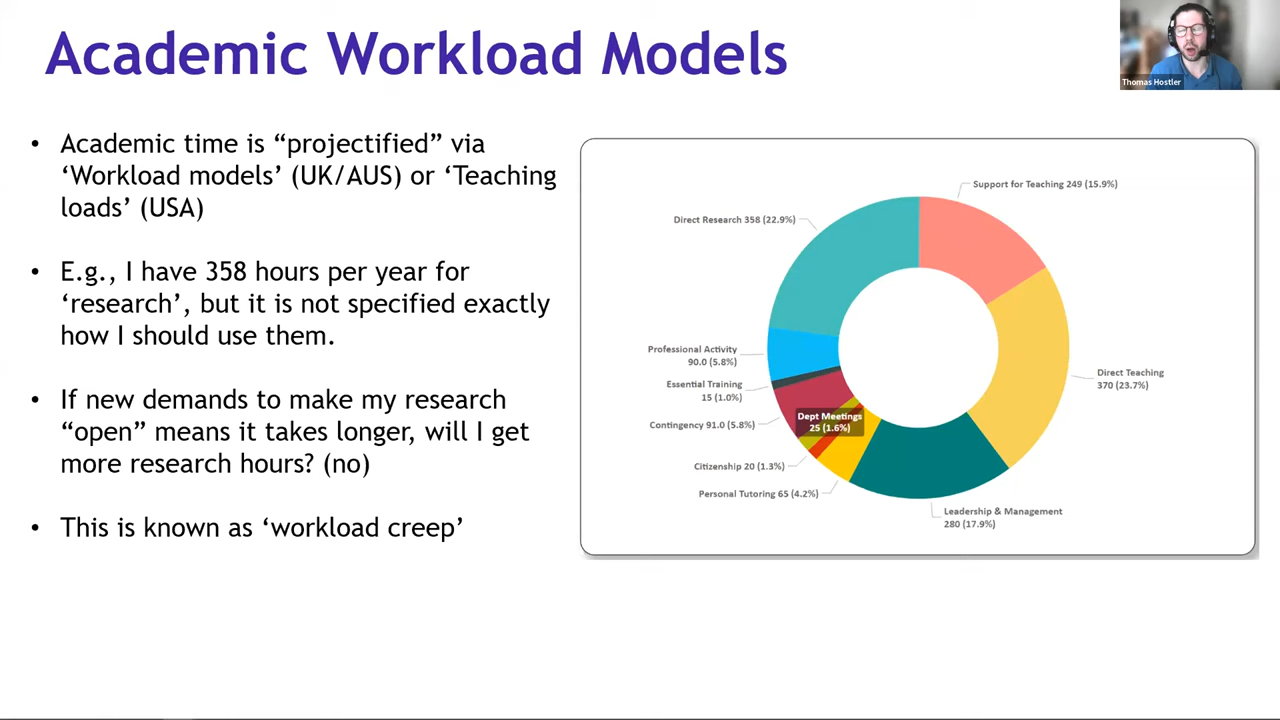 Academic Workload Models
Thomas Hostler
• Academic time is “projectified” via
‘Workload models’ (UK/AUS) or ‘Teaching
loads’ (USA)
• E.g., I have 358 hours per year for
‘research’, but it is not specified exactly
how I should use them.
• If new demands to make my research
“open” means it takes longer, will I get
more research hours? (no)
• This is known as ‘workload creep’
Support for Teaching 249 (15.9%)
Direct Research 358 (22.9%)
Professional Activity
90.0 (5.8%)
Essential Training
15 (1.0%)
Direct Teaching
370 (23.7%)
Contingency 91.0 (5.8%)
Dept Meetings
25 (1.6%)
Citizenship 20 (1.3%)
Personal Tutoring 65 (4.2%)
Leadership & Management
280 (17.9%)